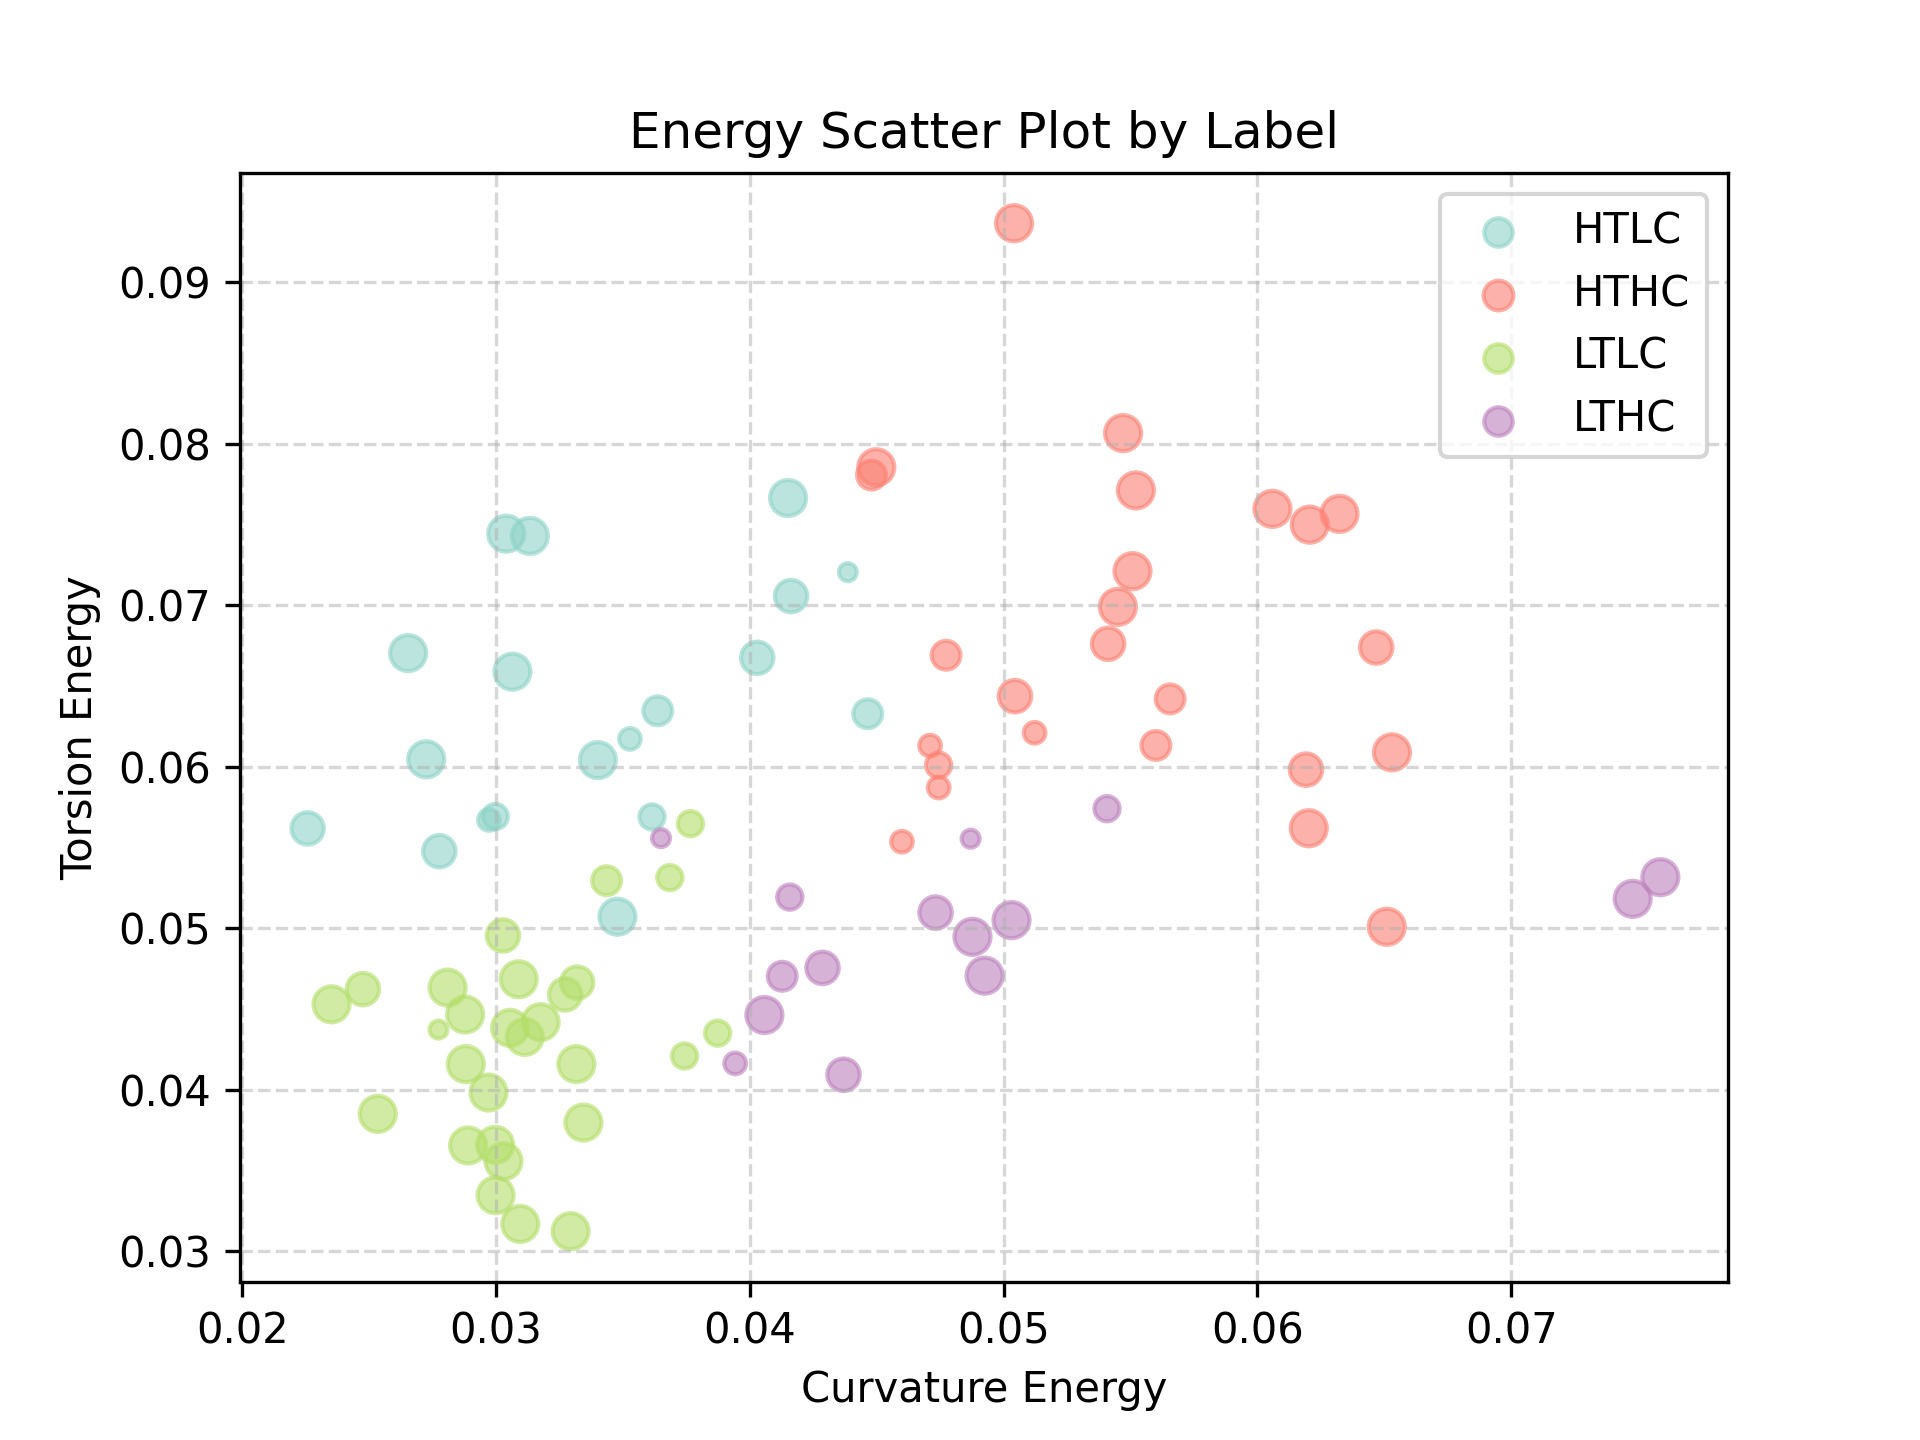 Energy Scatter Plot by Label
HTLC
HTHC
LTLC
LTHC
Torsion Energy
0.09
0.08
0.07
0.06
0.05
0.04
0.03
0.02 0.03 0.04 0.05 0.06 0.07
Curvature Energy